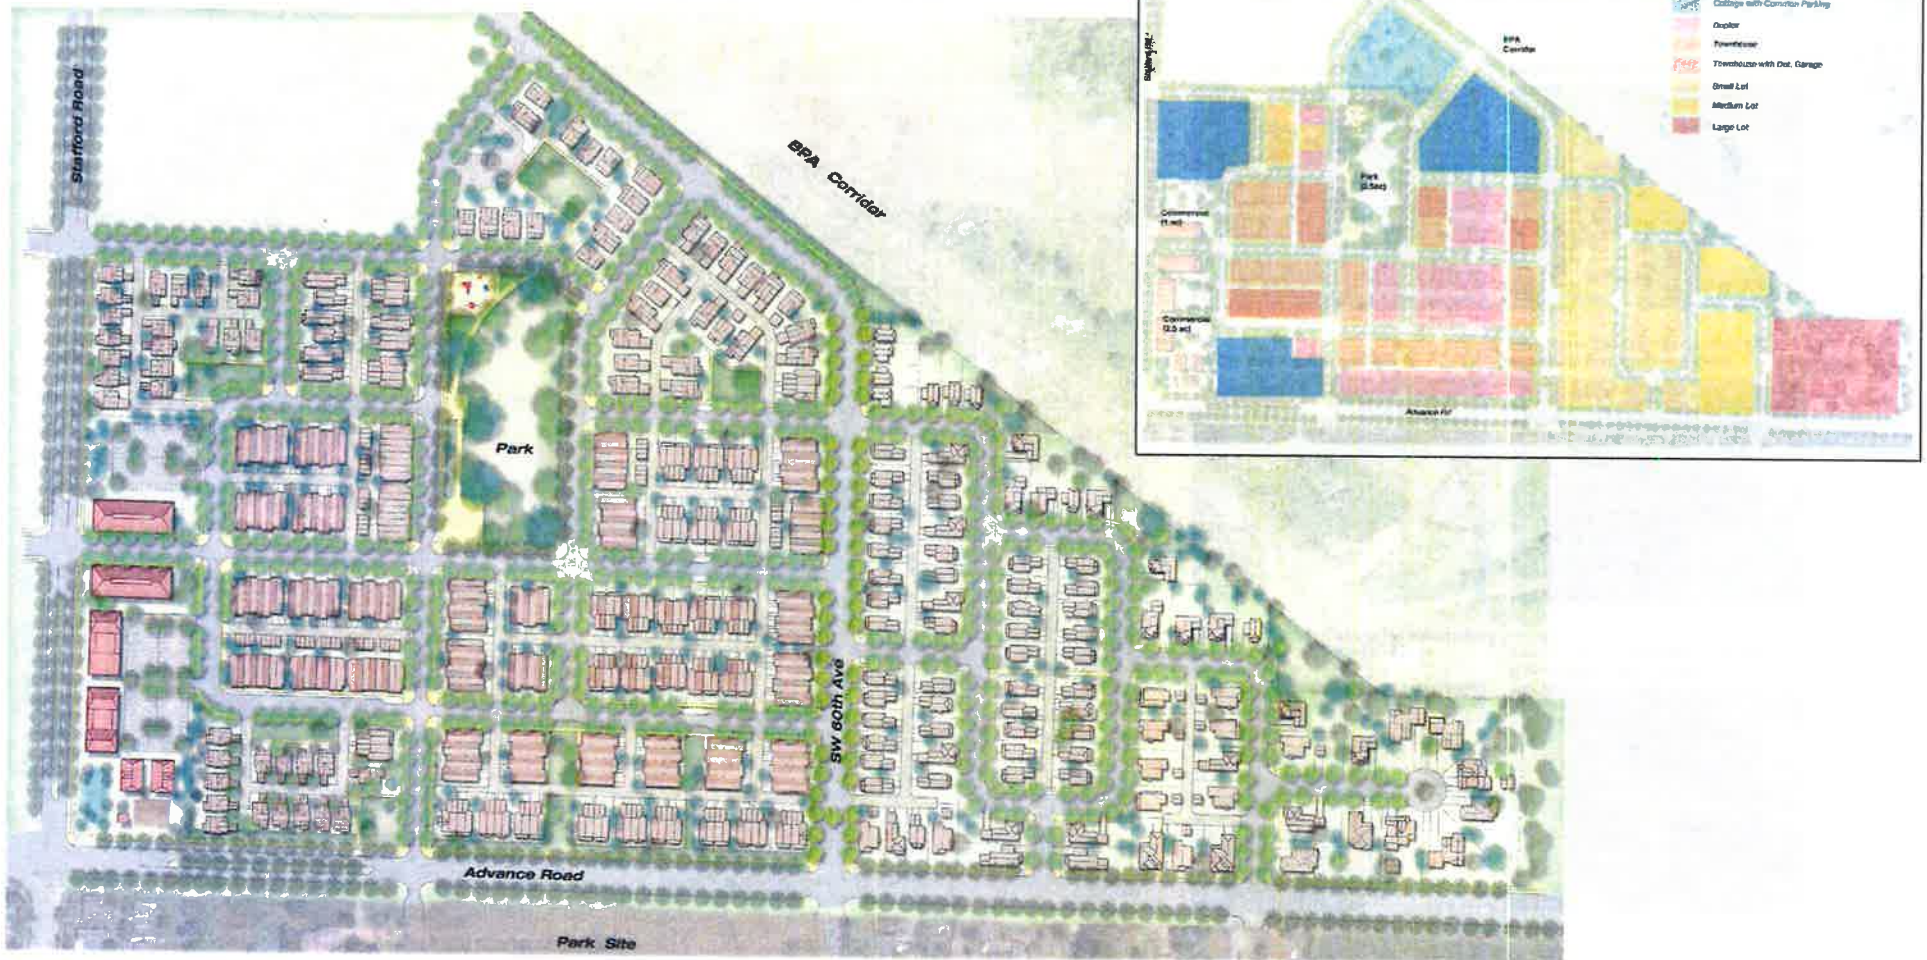 Stafford Road
BPA Corridor
Park
SW 60th Ave
Advance Road
Park Site
Cottage with Common Parking
Duplex
Townhouse
Townhouse with Det. Garage
Small Lot
Medium Lot
Large Lot
BPA
Corridor
Park
Commercial
Commercial
Advance Rd